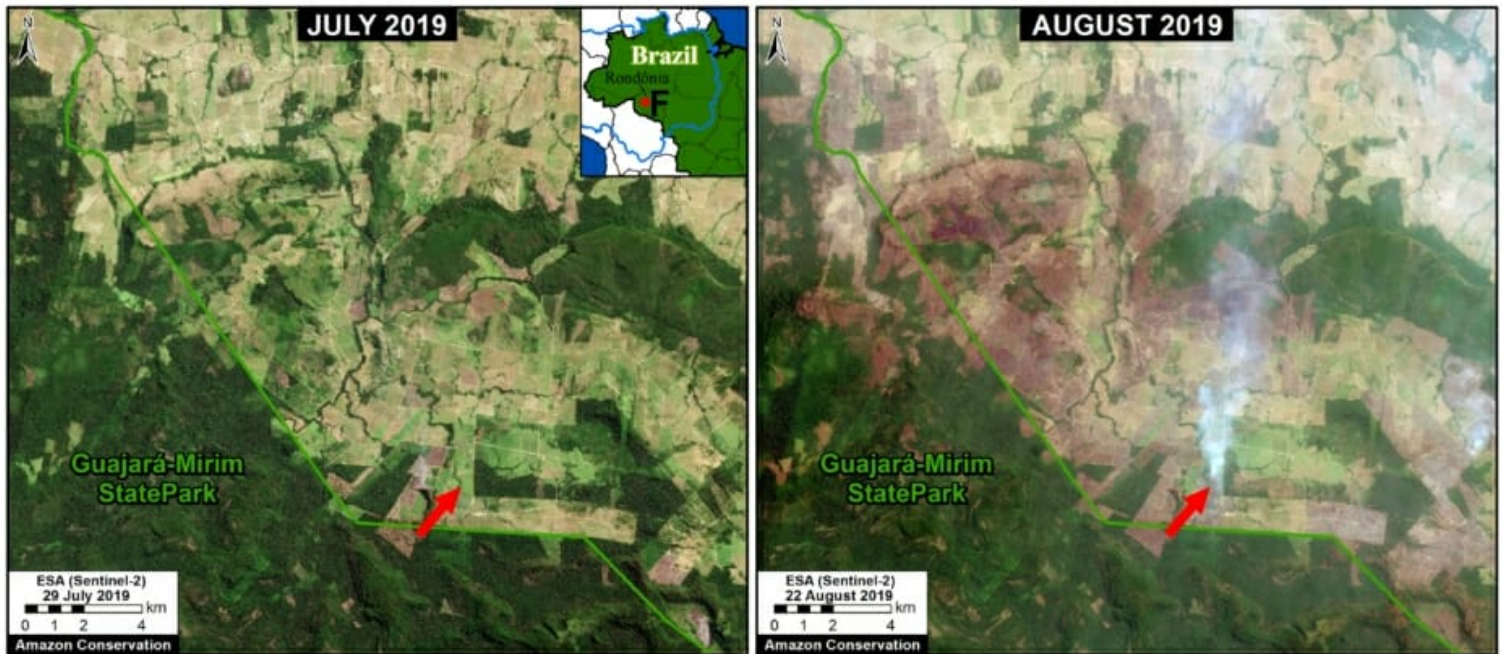 JULY 2019
N
Brazil
Rondônia
F
Guajará-Mirim
StatePark
ESA (Sentinel-2)
29 July 2019
km
0 1 2 4
Amazon Conservation
AUGUST 2019
N
Guajará-Mirim
StatePark
ESA (Sentinel-2)
22 August 2019
km
0 1 2 4
Amazon Conservation